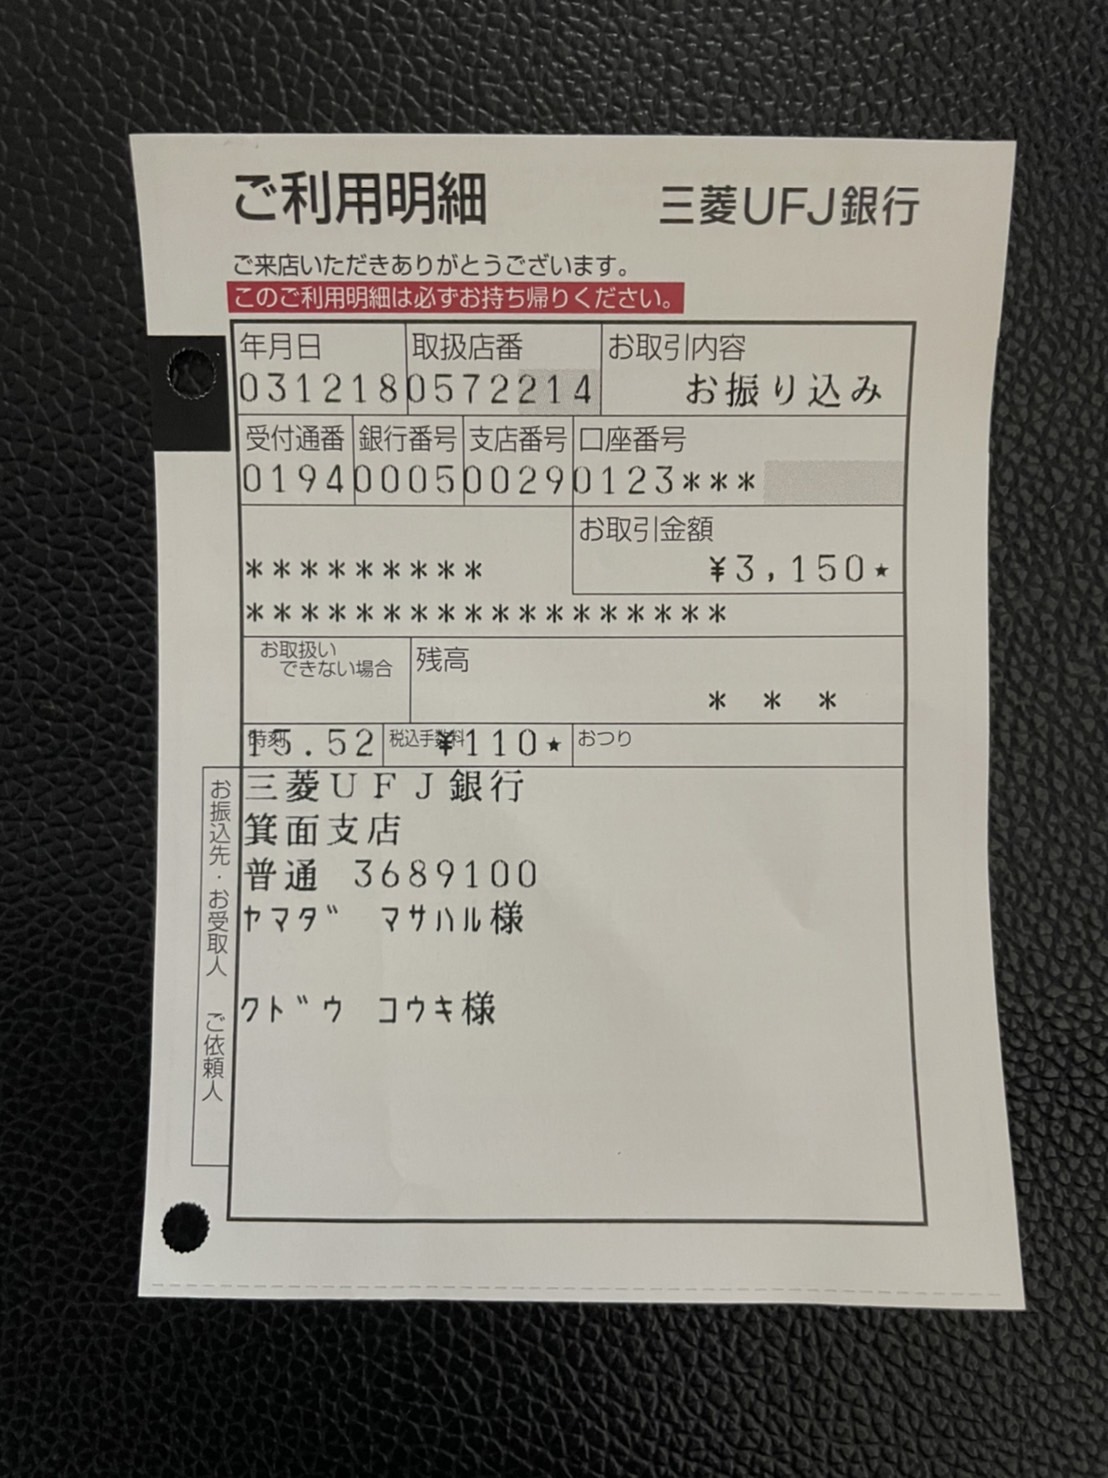 ご利用明細 三菱UFJ銀行
ご来店いただきありがとうございます。
このご利用明細は必ずお持ち帰りください。
年月日 取扱店番 お取引内容
031218 0572214 お振り込み
受付通番 銀行番号 支店番号 口座番号
0194 0005 0029 0123***
お取引金額
********* ¥3,150★
******************
お取扱い
できない場合 残高
* * *
時刻 税込手数料 おつり
15.52 ¥110★
お振込先・お受取人 ご依頼人
三菱UFJ銀行
箕面支店
普通 3689100
ヤマダ マサハル様
クドウ コウキ様